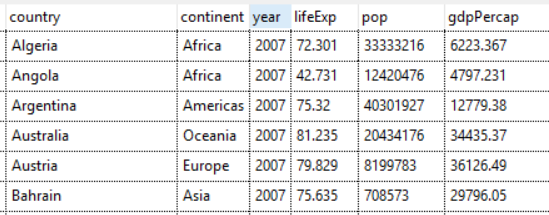 country continent year lifeExp pop gdpPercap
Algeria Africa 2007 72.301 33333216 6223.367
Angola Africa 2007 42.731 12420476 4797.231
Argentina Americas 2007 75.32 40301927 12779.38
Australia Oceania 2007 81.235 20434176 34435.37
Austria Europe 2007 79.829 8199783 36126.49
Bahrain Asia 2007 75.635 708573 29796.05